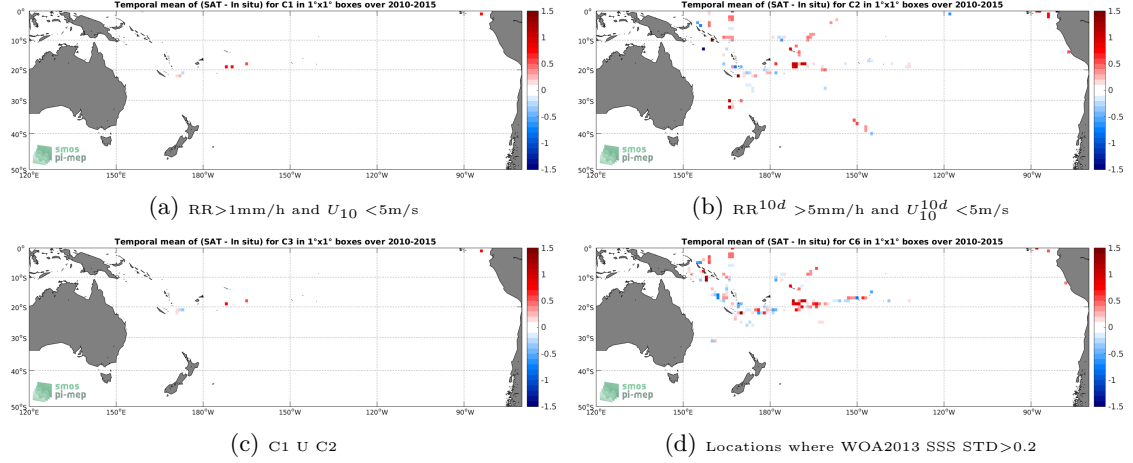 Temporal mean of (SAT - In situ) for C1 in 1°x1° boxes over 2010-2015
0°
10°S
20°S
30°S
40°S
50°S
120°E
150°E
180°W
150°W
120°W
90°W
1.5
1
0.5
0
-0.5
-1
-1.5
smos
pi-mep
(a) RR>1mm/h and U10 <5m/s
Temporal mean of (SAT - In situ) for C2 in 1°x1° boxes over 2010-2015
0°
10°S
20°S
30°S
40°S
50°S
120°E
150°E
180°W
150°W
120°W
90°W
1.5
1
0.5
0
-0.5
-1
-1.5
smos
pi-mep
(b) RR^10d >5mm/h and U10^10d <5m/s
Temporal mean of (SAT - In situ) for C3 in 1°x1° boxes over 2010-2015
0°
10°S
20°S
30°S
40°S
50°S
120°E
150°E
180°W
150°W
120°W
90°W
1.5
1
0.5
0
-0.5
-1
-1.5
smos
pi-mep
(c) C1 U C2
Temporal mean of (SAT - In situ) for C6 in 1°x1° boxes over 2010-2015
0°
10°S
20°S
30°S
40°S
50°S
120°E
150°E
180°W
150°W
120°W
90°W
1.5
1
0.5
0
-0.5
-1
-1.5
smos
pi-mep
(d) Locations where WOA2013 SSS STD>0.2